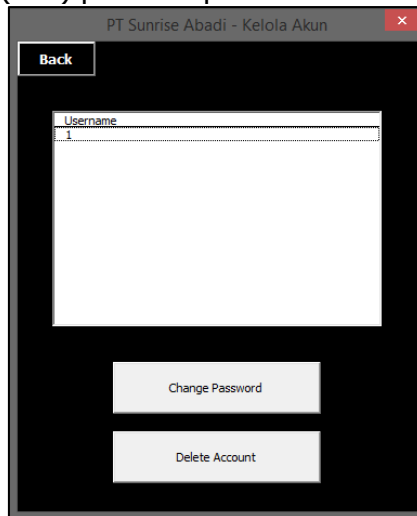 PT Sunrise Abadi - Kelola Akun
Back
Username
1
Change Password
Delete Account